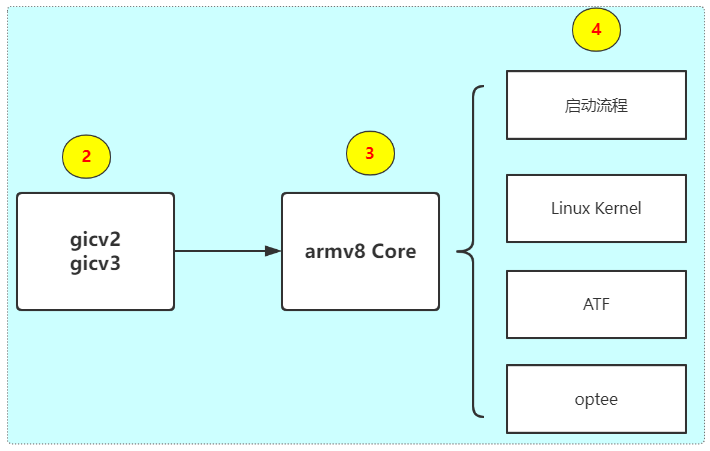 4
启动流程
2
3
gicv2
gicv3
armv8 Core
Linux Kernel
ATF
optee